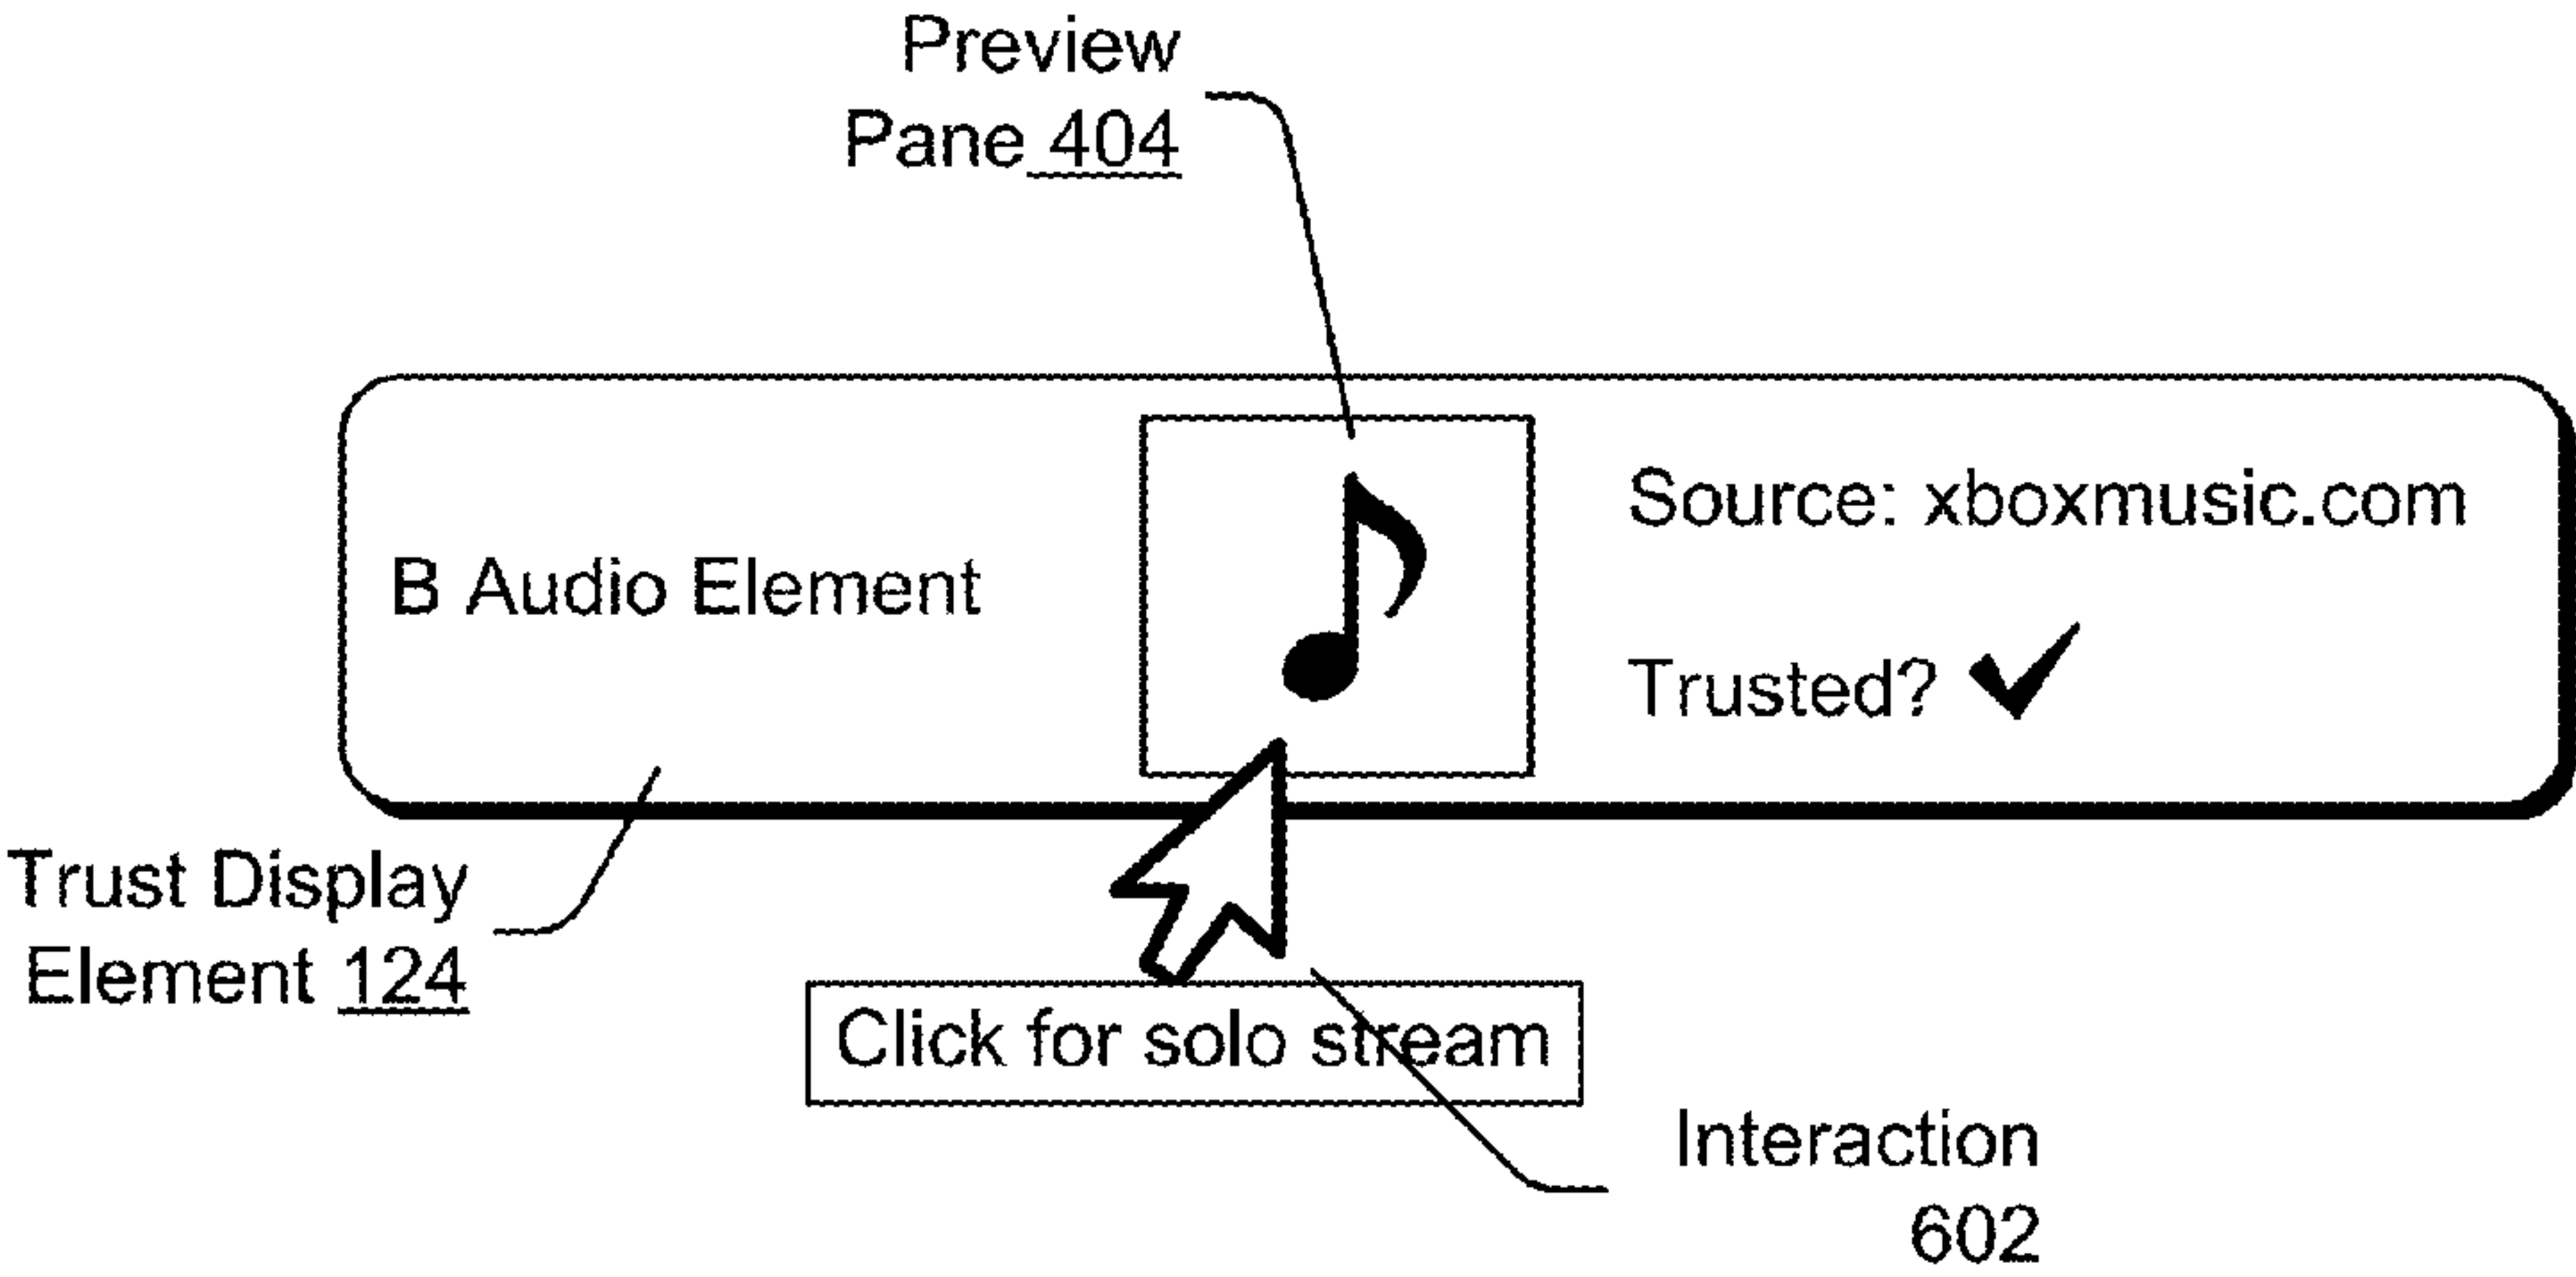 Preview
Pane 404
B Audio Element
Source: xboxmusic.com
Trusted?
Trust Display
Element 124
Click for solo stream
Interaction
602